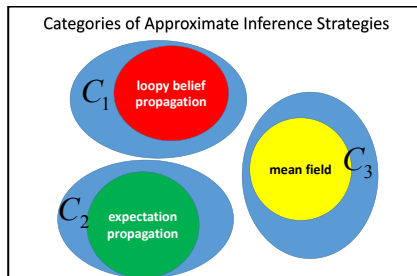 Categories of Approximate Inference Strategies
C1
loopy belief
propagation
mean field
C3
C2
expectation
propagation